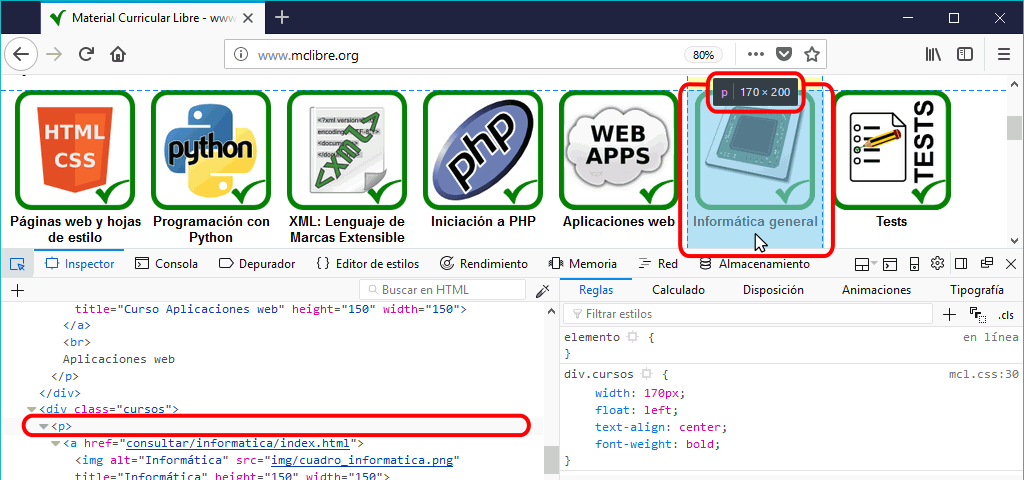 Material Curricular Libre - www
www.mclibre.org
80%
p 170 × 200
HTML
CSS
python
<?xml version
encoding="UTF-8"?>
<xml>
php
WEB
APPS
TESTS
Páginas web y hojas
de estilo
Programación con
Python
XML: Lenguaje de
Marcas Extensible
Iniciación a PHP
Aplicaciones web
Informática general
Tests
Inspector
Consola
Depurador
{ } Editor de estilos
Rendimiento
Memoria
Red
Almacenamiento
Buscar en HTML
title="Curso Aplicaciones web" height="150" width="150">
</a>
<br>
Aplicaciones web
</p>
</div>
<div class="cursos">
<p>
<a href="consultar/informatica/index.html">
<img alt="Informática" src="img/cuadro_informatica.png"
title="Informática" height="150" width="150">
Reglas
Calculado
Disposición
Animaciones
Tipografía
Filtrar estilos
.cls
elemento {
en línea
}
div.cursos {
mcl.css:30
width: 170px;
float: left;
text-align: center;
font-weight: bold;
}